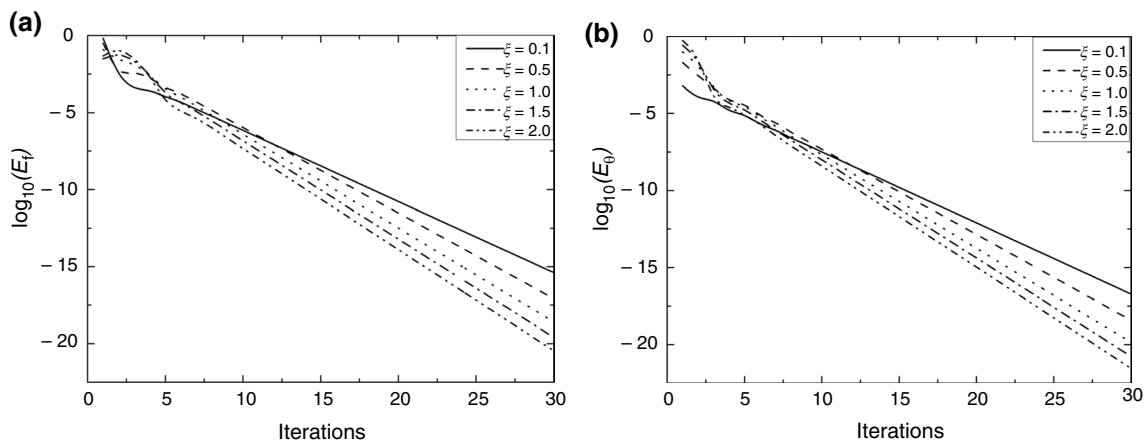 (a)
0
−5
−10
−15
−20
log10(Ef)
0 5 10 15 20 25 30
Iterations
ξ = 0.1
ξ = 0.5
ξ = 1.0
ξ = 1.5
ξ = 2.0
(b)
0
−5
−10
−15
−20
log10(Eθ)
0 5 10 15 20 25 30
Iterations
ξ = 0.1
ξ = 0.5
ξ = 1.0
ξ = 1.5
ξ = 2.0